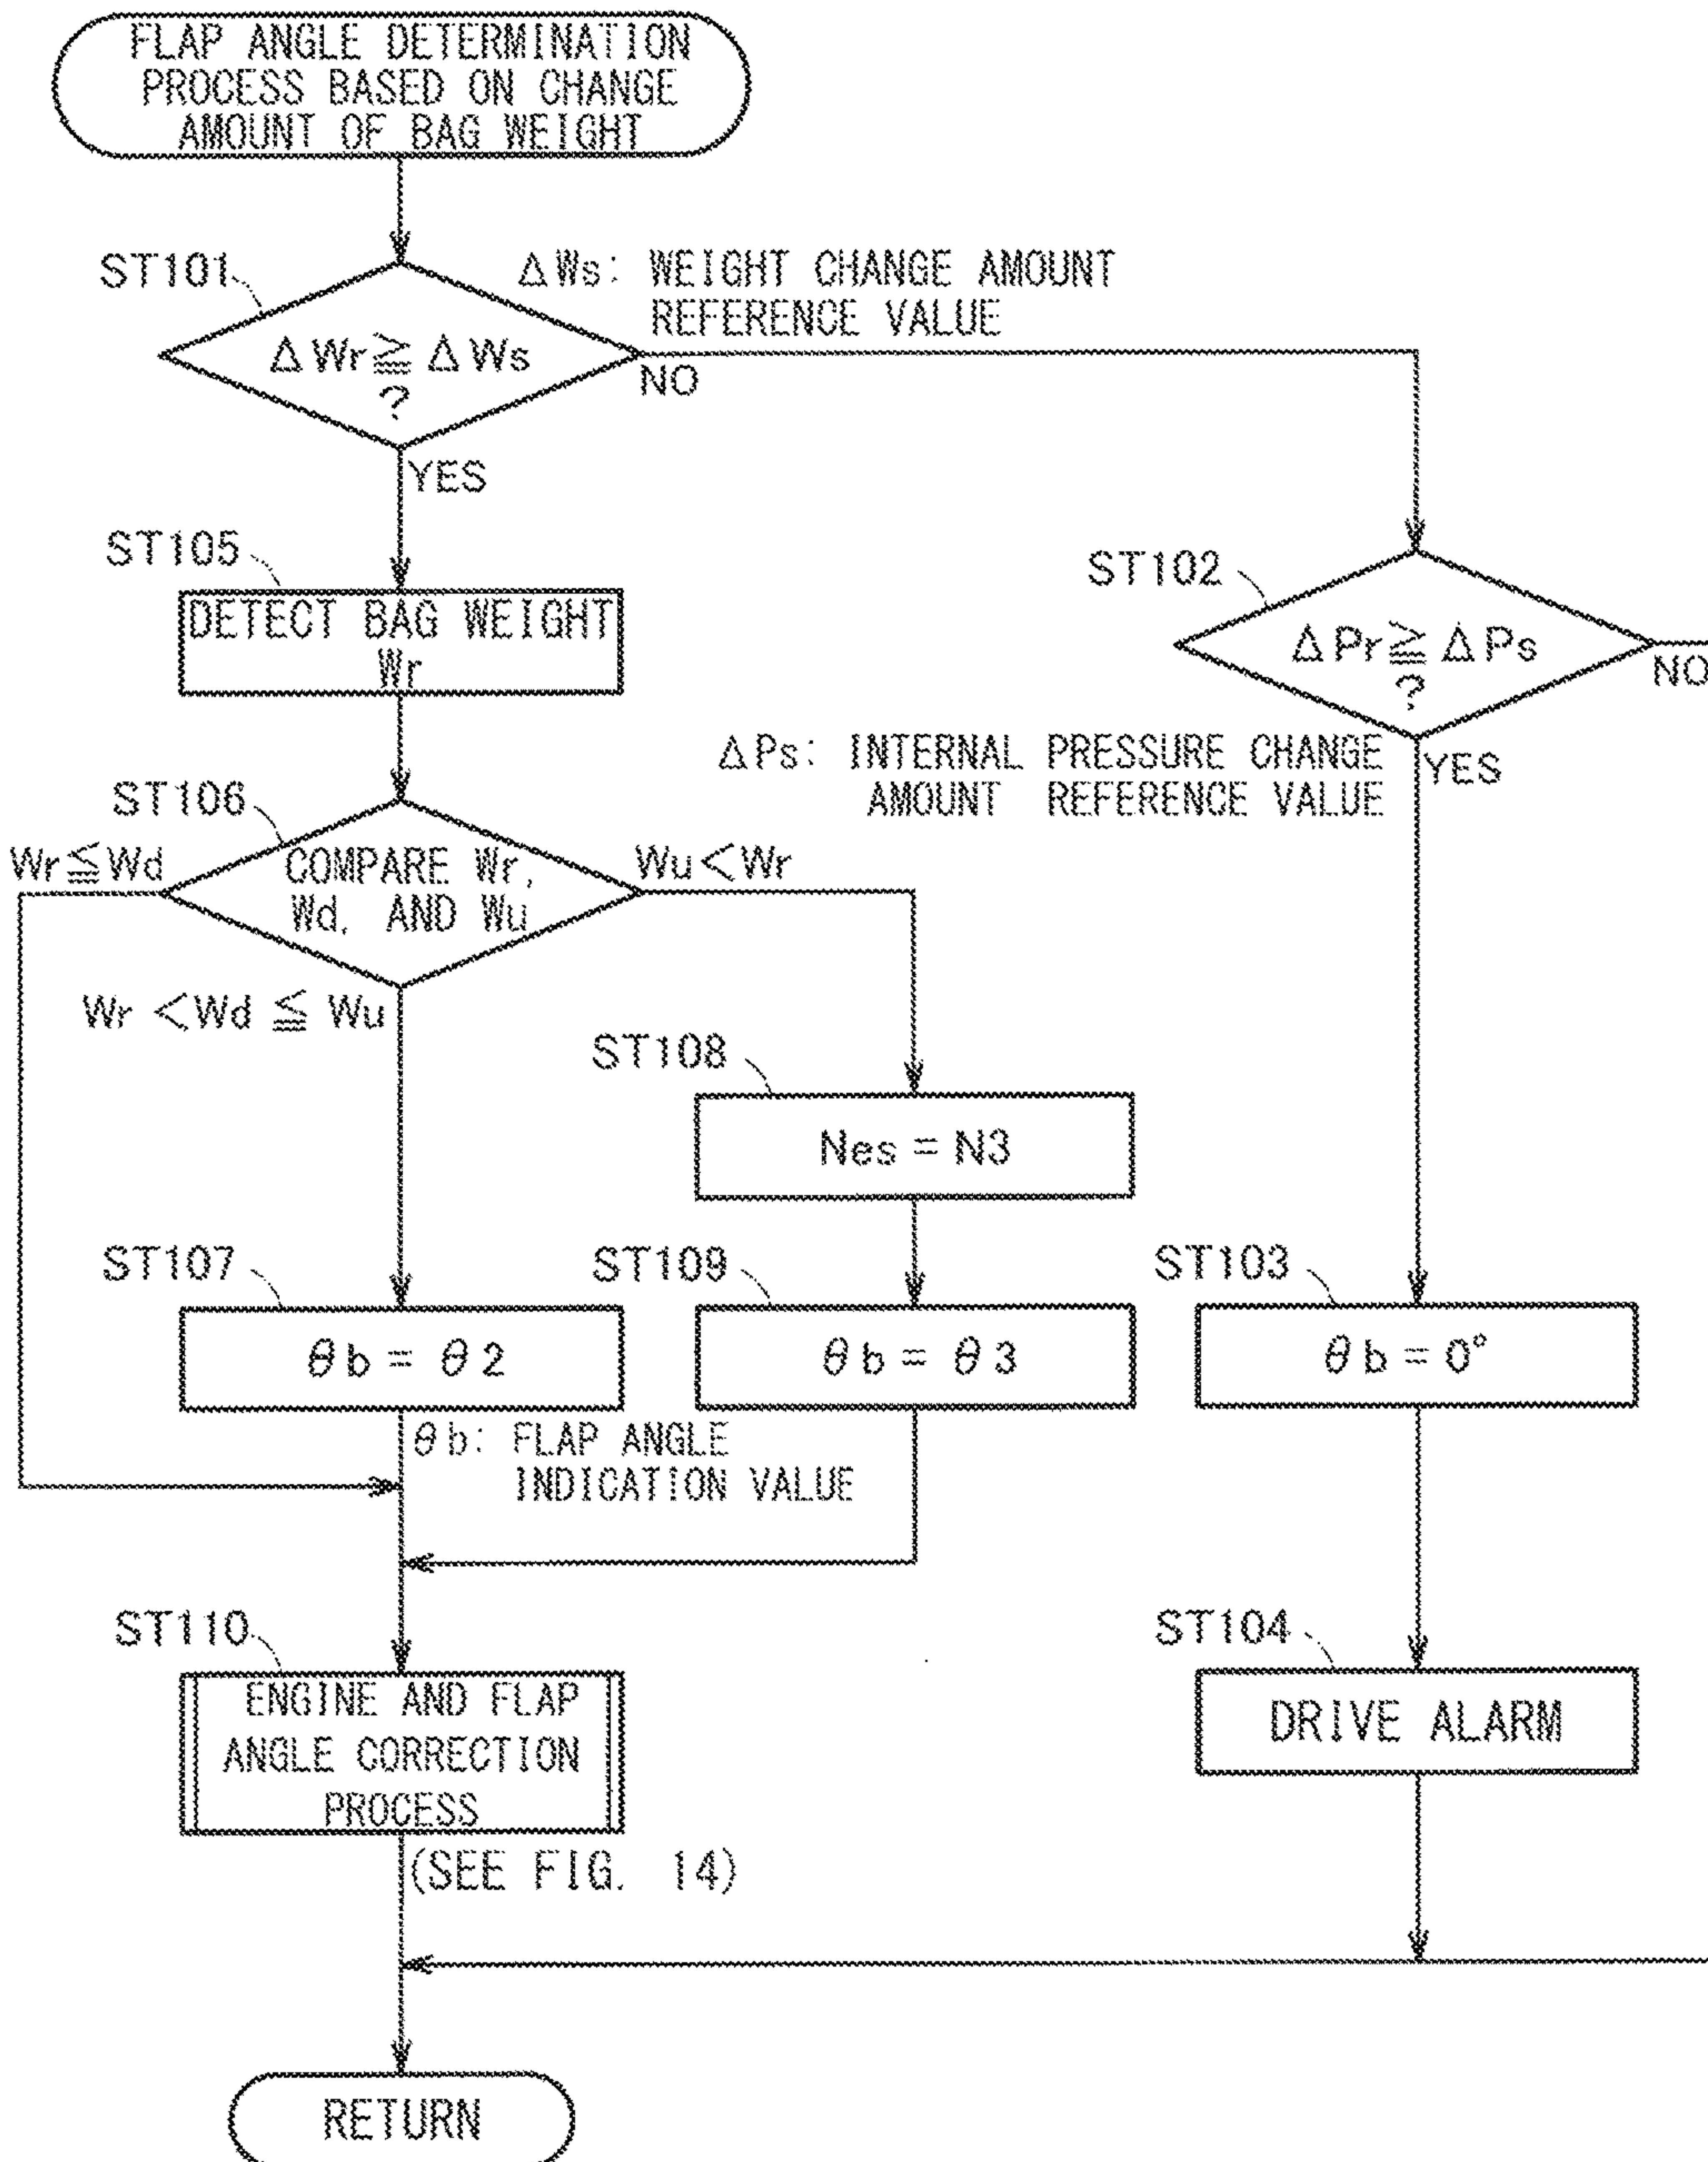 FLAP ANGLE DETERMINATION
PROCESS BASED ON CHANGE
AMOUNT OF BAG WEIGHT
ST101
ΔWs: WEIGHT CHANGE AMOUNT
REFERENCE VALUE
ΔWr≧ΔWs
?
NO
YES
ST105
DETECT BAG WEIGHT
Wr
ST102
ΔPr≧ΔPs
?
NO
YES
ΔPs: INTERNAL PRESSURE CHANGE
AMOUNT REFERENCE VALUE
ST106
Wr≦Wd
COMPARE Wr,
Wd, AND Wu
Wu<Wr
Wr <Wd ≦ Wu
ST108
Nes = N3
ST107
θb = θ2
ST109
θb = θ3
ST103
θb = 0°
θb: FLAP ANGLE
INDICATION VALUE
ST110
ENGINE AND FLAP
ANGLE CORRECTION
PROCESS
(SEE FIG. 14)
ST104
DRIVE ALARM
RETURN